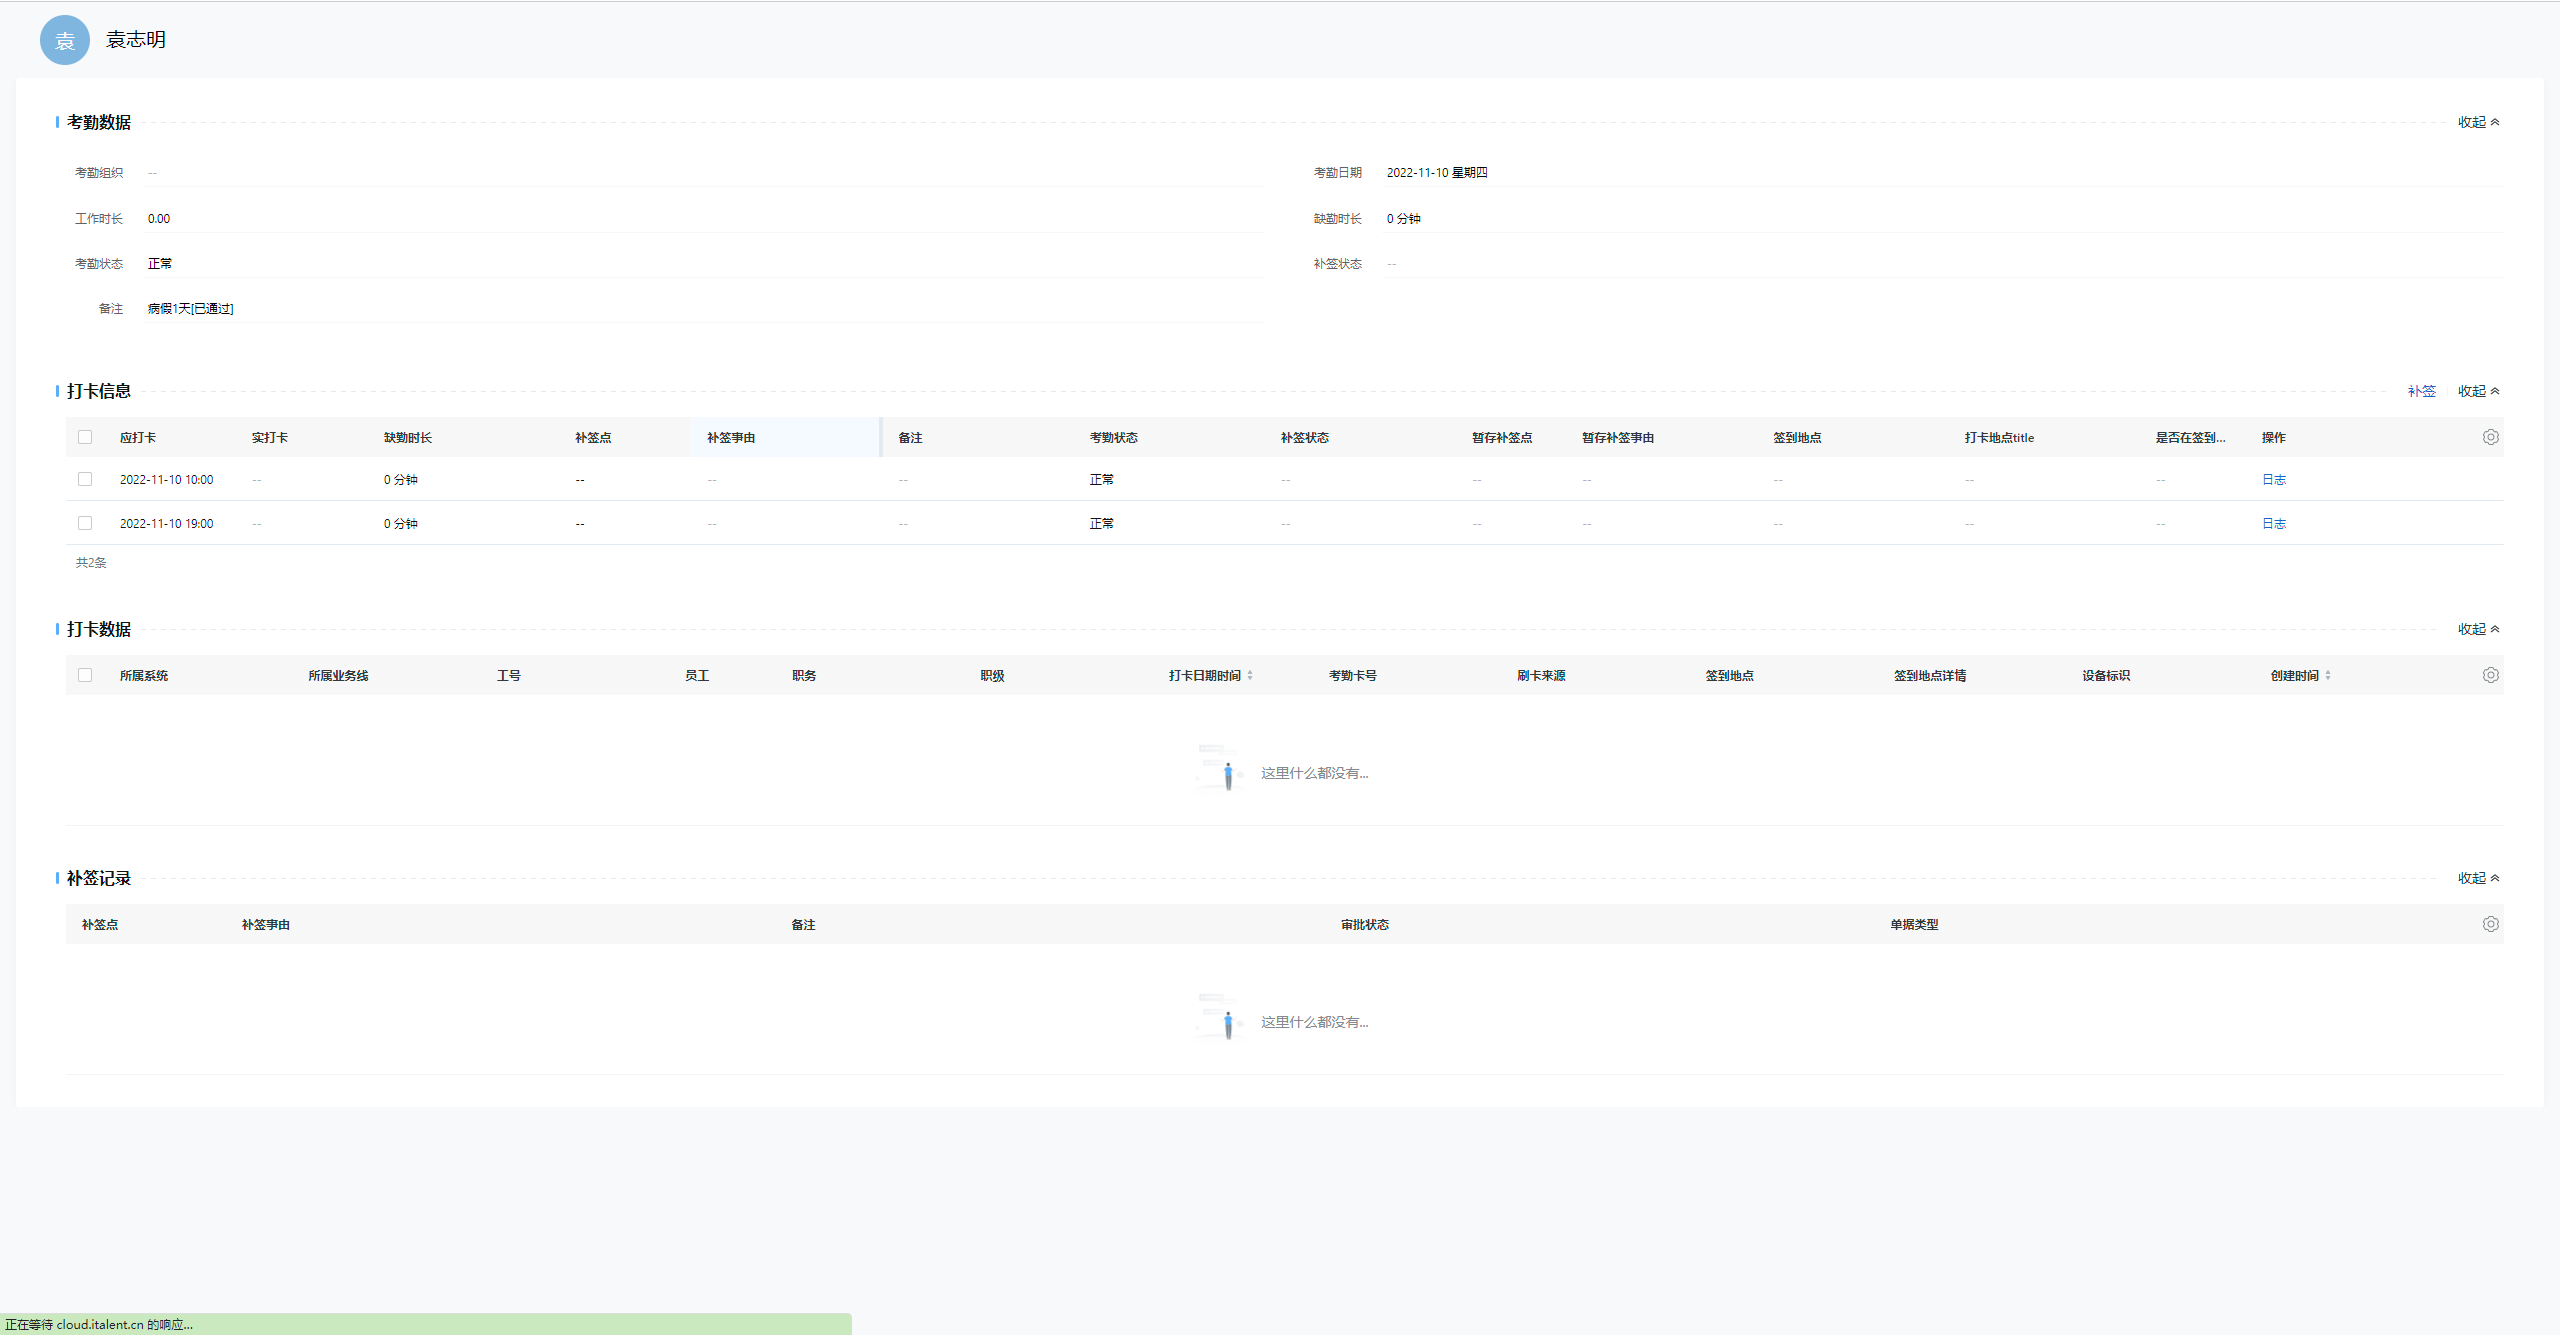 袁 袁志明
考勤数据 收起
考勤组织 -- 考勤日期 2022-11-10 星期四
工作时长 0.00 缺勤时长 0 分钟
考勤状态 正常 补签状态 --
备注 病假1天[已通过]
打卡信息 补签 收起
应打卡 实打卡 缺勤时长 补签点 补签事由 备注 考勤状态 补签状态 暂存补签点 暂存补签事由 签到地点 打卡地点title 是否在签到... 操作
2022-11-10 10:00 -- 0 分钟 -- -- -- 正常 -- -- -- -- -- -- 日志
2022-11-10 19:00 -- 0 分钟 -- -- -- 正常 -- -- -- -- -- -- 日志
共2条
打卡数据 收起
所属系统 所属业务线 工号 员工 职务 职级 打卡日期时间 考勤卡号 刷卡来源 签到地点 签到地点详情 设备标识 创建时间
这里什么都没有...
补签记录 收起
补签点 补签事由 备注 审批状态 单据类型
这里什么都没有...
正在等待 cloud.italent.cn 的响应...